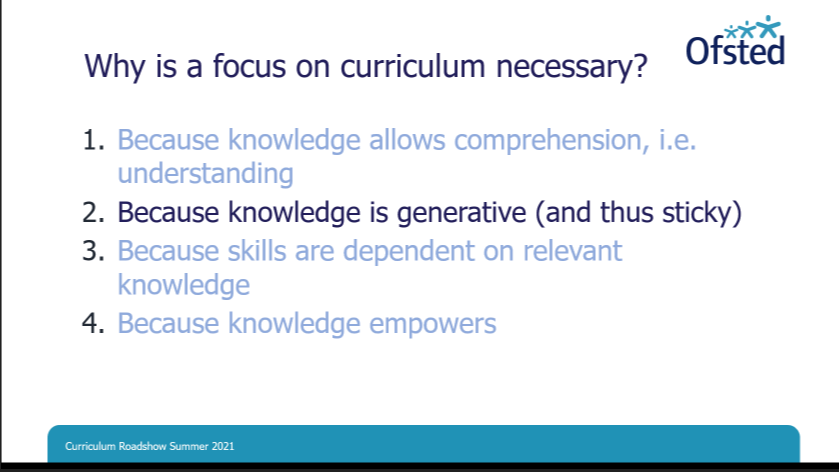 Ofsted
Why is a focus on curriculum necessary?
1. Because knowledge allows comprehension, i.e.
understanding
2. Because knowledge is generative (and thus sticky)
3. Because skills are dependent on relevant
knowledge
4. Because knowledge empowers
Curriculum Roadshow Summer 2021